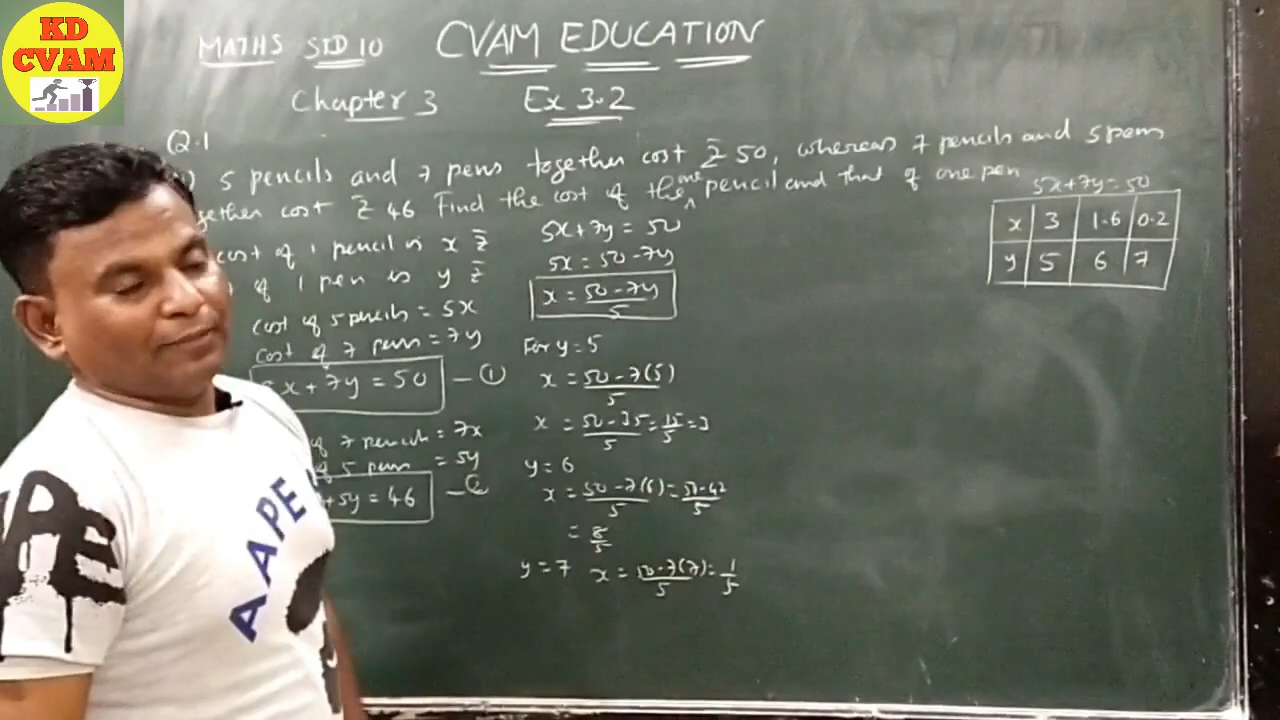 KD
CVAM
MATHS STD 10 CVAM EDUCATION
Chapter 3 Ex 3.2
Q.1
5 pencils and 7 pens together cost ₹ 50, whereas 7 pencils and 5 pens
gether cost ₹ 46 Find the cost of the one pencil and that of one pen
cost of 1 pencil is x ₹
of 1 pen is y ₹
cost of 5 pencils = 5x
cost of 7 pens = 7y
x + 7y = 50 — ①
of 7 pencils = 7x
of 5 pens = 5y
+ 5y = 46 — ②
5x + 7y = 50
5x = 50 - 7y
x = 50 - 7y / 5
For y = 5
x = 50 - 7(5) / 5
x = 50 - 35 / 5 = 15 / 5 = 3
y = 6
x = 50 - 7(6) / 5 = 50 - 42 / 5
= 8 / 5
y = 7 x = 50 - 7(7) / 5 = 1 / 5
5x + 7y = 50
x 3 1.6 0.2
y 5 6 7
AAPE